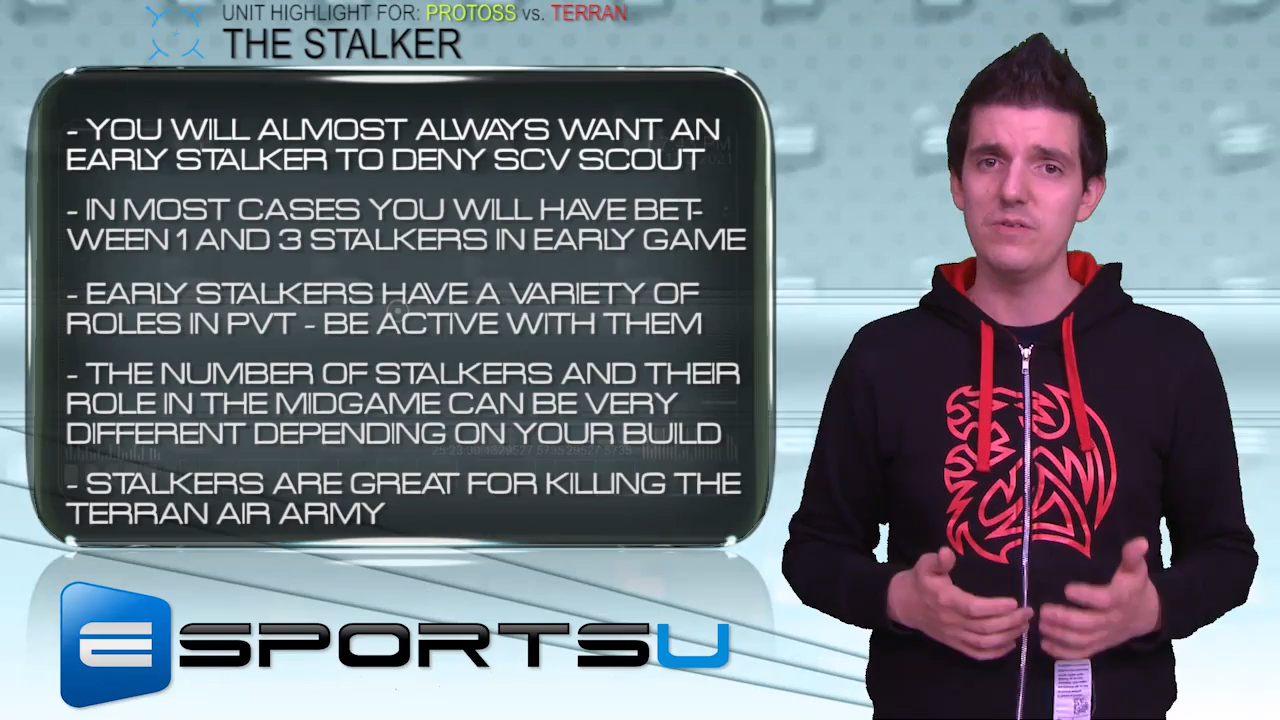 UNIT HIGHLIGHT FOR: PROTOSS vs. TERRAN
THE STALKER
- YOU WILL ALMOST ALWAYS WANT AN
EARLY STALKER TO DENY SCV SCOUT
- IN MOST CASES YOU WILL HAVE BET-
WEEN 1 AND 3 STALKERS IN EARLY GAME
- EARLY STALKERS HAVE A VARIETY OF
ROLES IN PVT - BE ACTIVE WITH THEM
- THE NUMBER OF STALKERS AND THEIR
ROLE IN THE MIDGAME CAN BE VERY
DIFFERENT DEPENDING ON YOUR BUILD
- STALKERS ARE GREAT FOR KILLING THE
TERRAN AIR ARMY
ESPORTSU